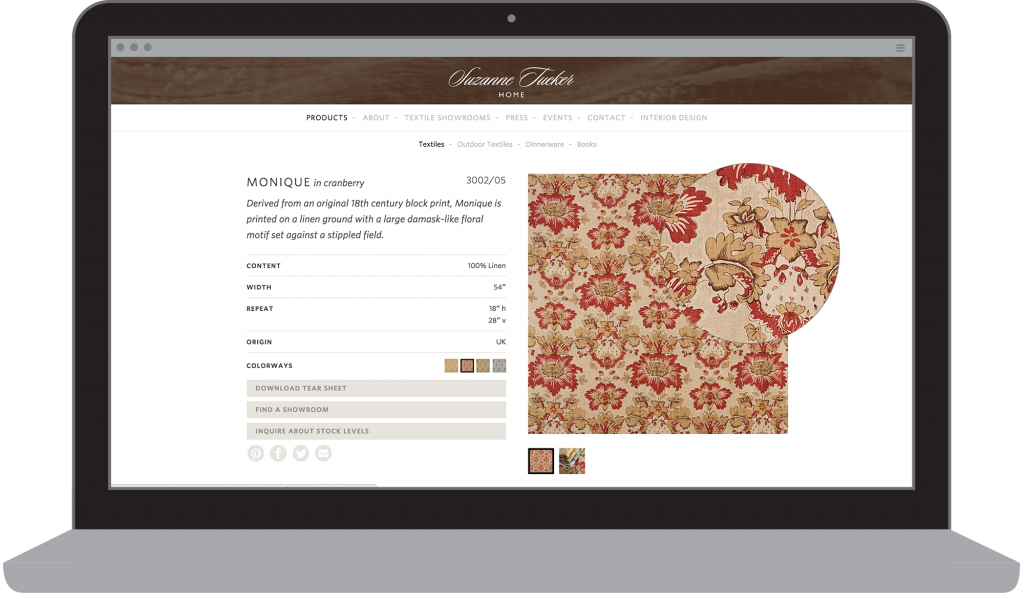 Suzanne Tucker
HOME
PRODUCTS - ABOUT - TEXTILE SHOWROOMS - PRESS - EVENTS - CONTACT - INTERIOR DESIGN
Textiles - Outdoor Textiles - Dinnerware - Books
MONIQUE in cranberry 3002/05
Derived from an original 18th century block print, Monique is
printed on a linen ground with a large damask-like floral
motif set against a stippled field.
CONTENT 100% Linen
WIDTH 54"
REPEAT 18" h
28" v
ORIGIN UK
COLORWAYS
DOWNLOAD TEAR SHEET
FIND A SHOWROOM
INQUIRE ABOUT STOCK LEVELS